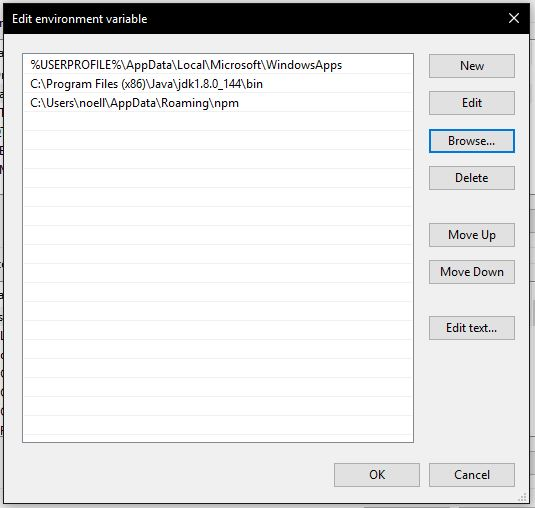 Edit environment variable
%USERPROFILE%\AppData\Local\Microsoft\WindowsApps
C:\Program Files (x86)\Java\jdk1.8.0_144\bin
C:\Users\noell\AppData\Roaming\npm
New
Edit
Browse...
Delete
Move Up
Move Down
Edit text...
OK
Cancel